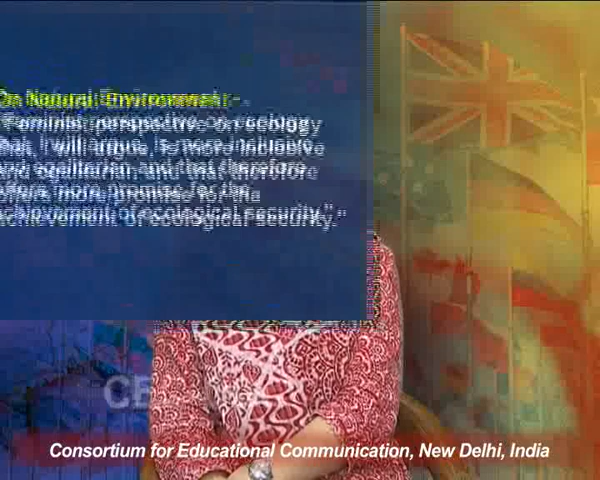 On Natural Environment:-
"Feminist perspective on ecology
that, I will argue, is more inclusive
and egalitarian and that therefore
offers more promise for the
achievement of ecological security."
Consortium for Educational Communication, New Delhi, India